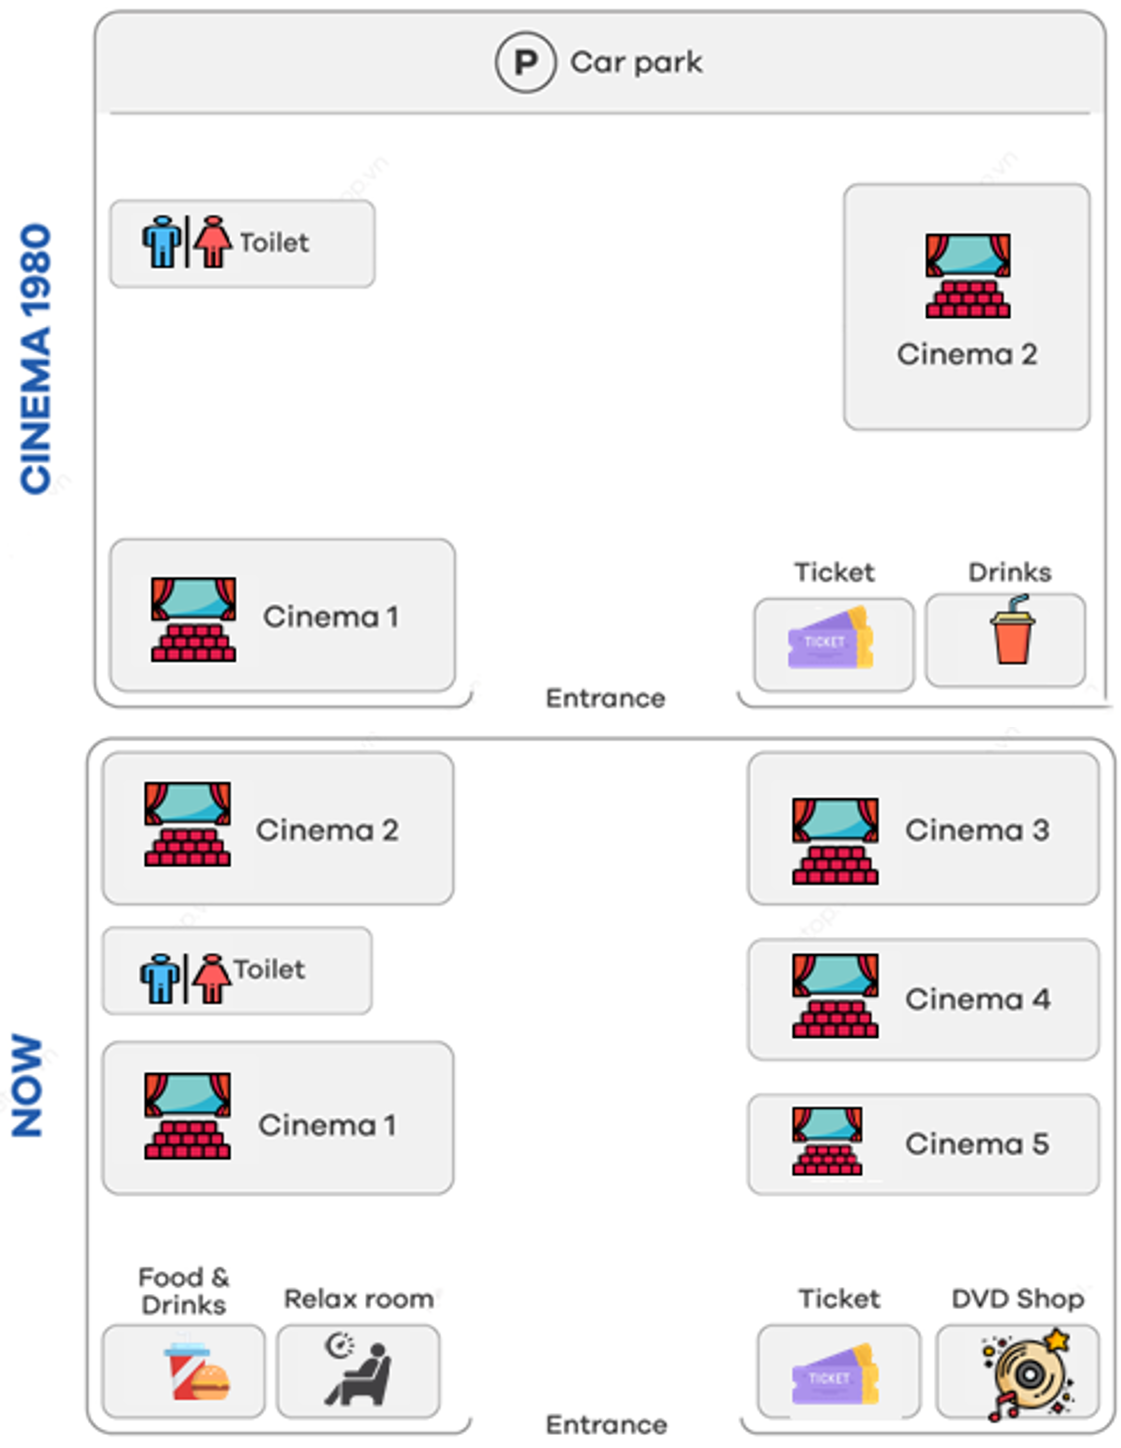 CINEMA 1980
P Car park
Toilet
Cinema 2
Cinema 1
Ticket
TICKET
Drinks
Entrance
NOW
Cinema 2
Cinema 3
Toilet
Cinema 4
Cinema 1
Cinema 5
Food &
Drinks
Relax room
Ticket
TICKET
DVD Shop
Entrance